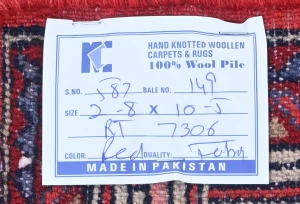 KC
HAND KNOTTED WOOLLEN
CARPETS & RUGS
100% Wool Pile
S.NO. 587 BALE NO. 149
SIZE 2-8 x 10-5
BT 7306
COLOR: Red QUALITY:
MADE IN PAKISTAN